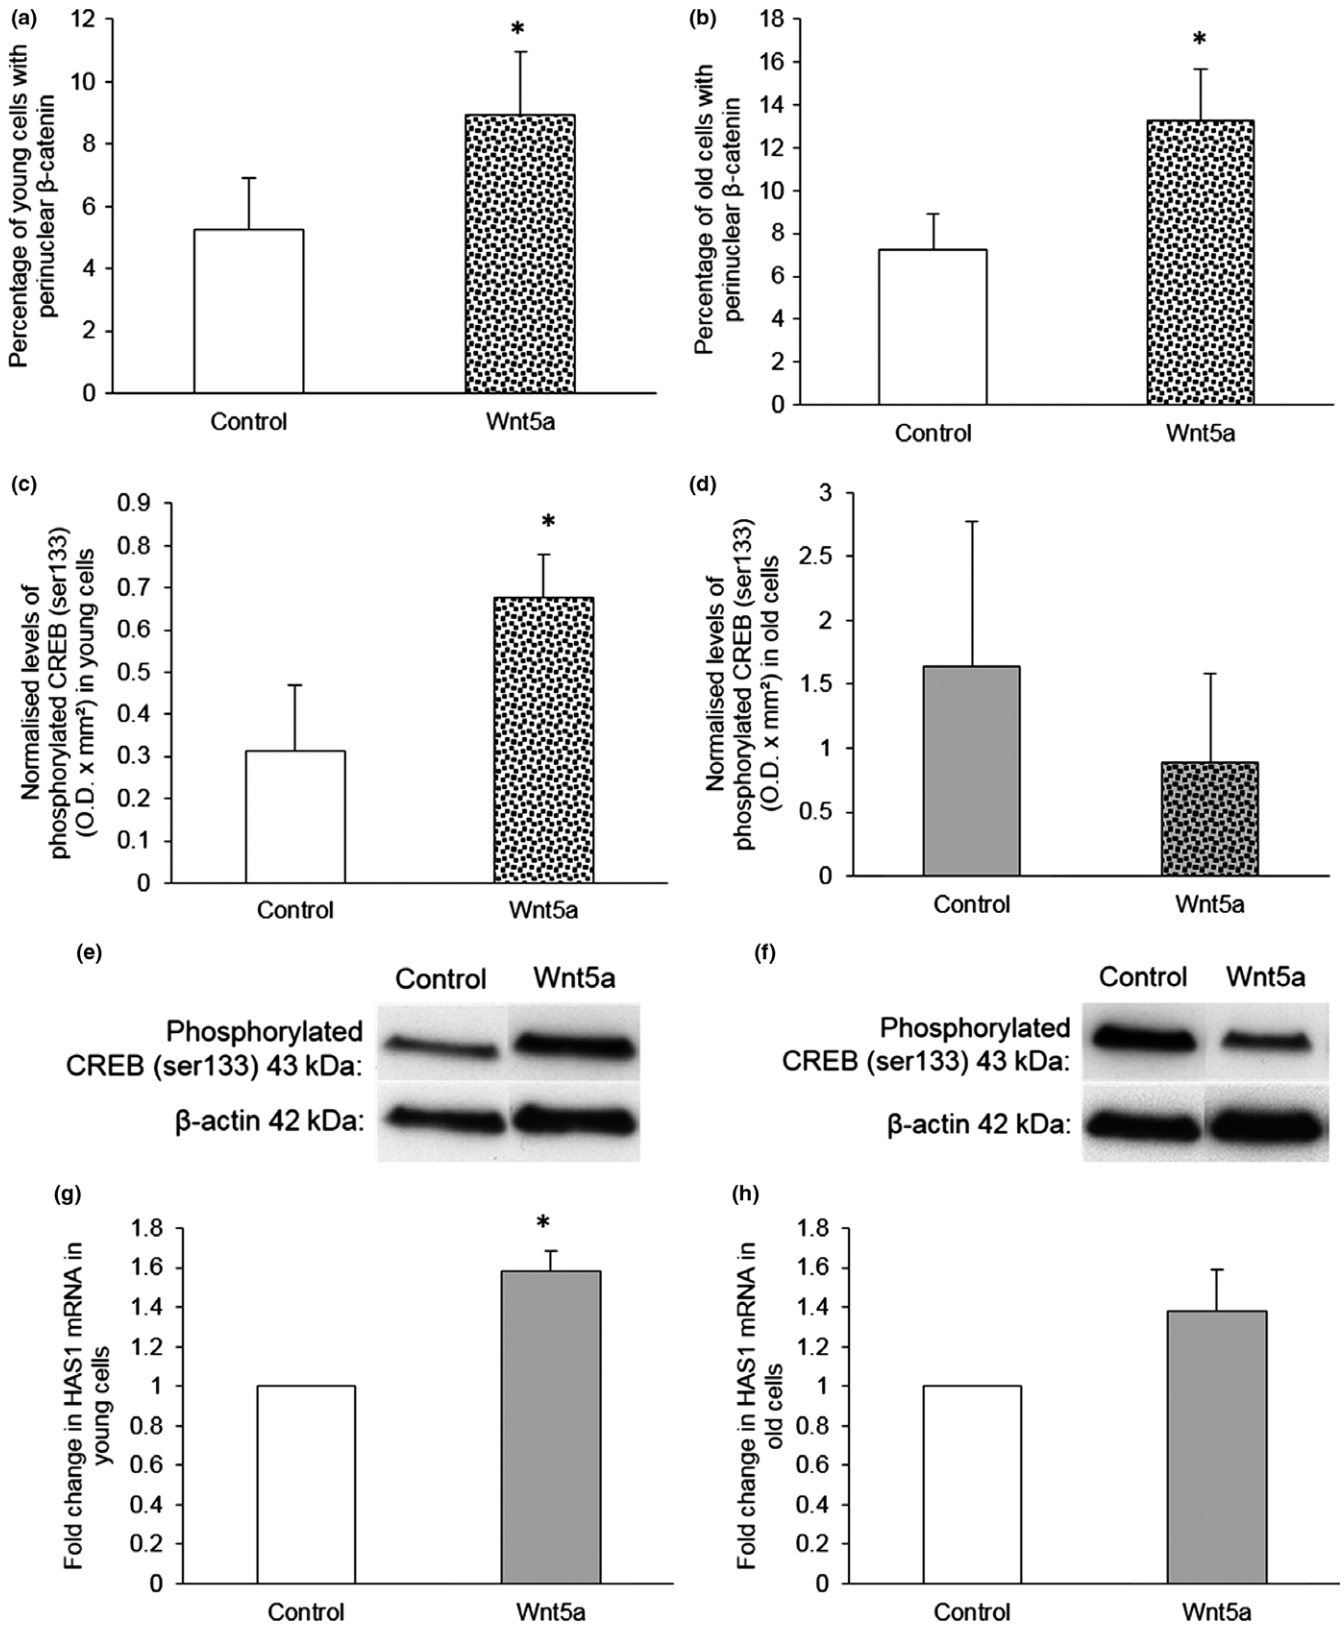 (a)
Percentage of young cells with
perinuclear β-catenin
12
10
8
6
4
2
0
*
Control
Wnt5a
(b)
Percentage of old cells with
perinuclear β-catenin
18
16
14
12
10
8
6
4
2
0
*
Control
Wnt5a
(c)
Normalised levels of
phosphorylated CREB (ser133)
(O.D. x mm²) in young cells
0.9
0.8
0.7
0.6
0.5
0.4
0.3
0.2
0.1
0
*
Control
Wnt5a
(d)
Normalised levels of
phosphorylated CREB (ser133)
(O.D. x mm²) in old cells
3
2.5
2
1.5
1
0.5
0
Control
Wnt5a
(e)
Control Wnt5a
Phosphorylated
CREB (ser133) 43 kDa:
β-actin 42 kDa:
(f)
Control Wnt5a
Phosphorylated
CREB (ser133) 43 kDa:
β-actin 42 kDa:
(g)
Fold change in HAS1 mRNA in
young cells
1.8
1.6
1.4
1.2
1
0.8
0.6
0.4
0.2
0
*
Control
Wnt5a
(h)
Fold change in HAS1 mRNA in
old cells
1.8
1.6
1.4
1.2
1
0.8
0.6
0.4
0.2
0
Control
Wnt5a